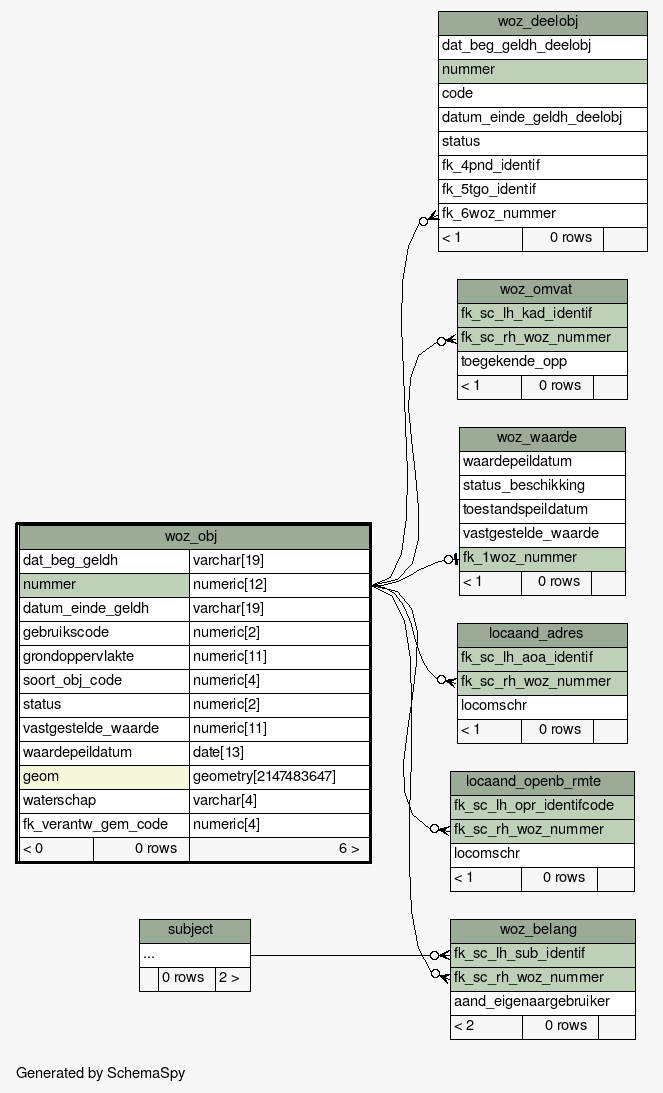 woz_deelobj
dat_beg_geldh_deelobj
nummer
code
datum_einde_geldh_deelobj
status
fk_4pnd_identif
fk_5tgo_identif
fk_6woz_nummer
< 1 0 rows
woz_omvat
fk_sc_lh_kad_identif
fk_sc_rh_woz_nummer
toegekende_opp
< 1 0 rows
woz_waarde
waardepeildatum
status_beschikking
toestandspeildatum
vastgestelde_waarde
fk_1woz_nummer
< 1 0 rows
woz_obj
dat_beg_geldh varchar[19]
nummer numeric[12]
datum_einde_geldh varchar[19]
gebruikscode numeric[2]
grondoppervlakte numeric[11]
soort_obj_code numeric[4]
status numeric[2]
vastgestelde_waarde numeric[11]
waardepeildatum date[13]
geom geometry[2147483647]
waterschap varchar[4]
fk_verantw_gem_code numeric[4]
< 0 0 rows 6 >
locaand_adres
fk_sc_lh_aoa_identif
fk_sc_rh_woz_nummer
locomschr
< 1 0 rows
locaand_openb_rmte
fk_sc_lh_opr_identifcode
fk_sc_rh_woz_nummer
locomschr
< 1 0 rows
subject
...
0 rows 2 >
woz_belang
fk_sc_lh_sub_identif
fk_sc_rh_woz_nummer
aand_eigenaargebruiker
< 2 0 rows
Generated by SchemaSpy